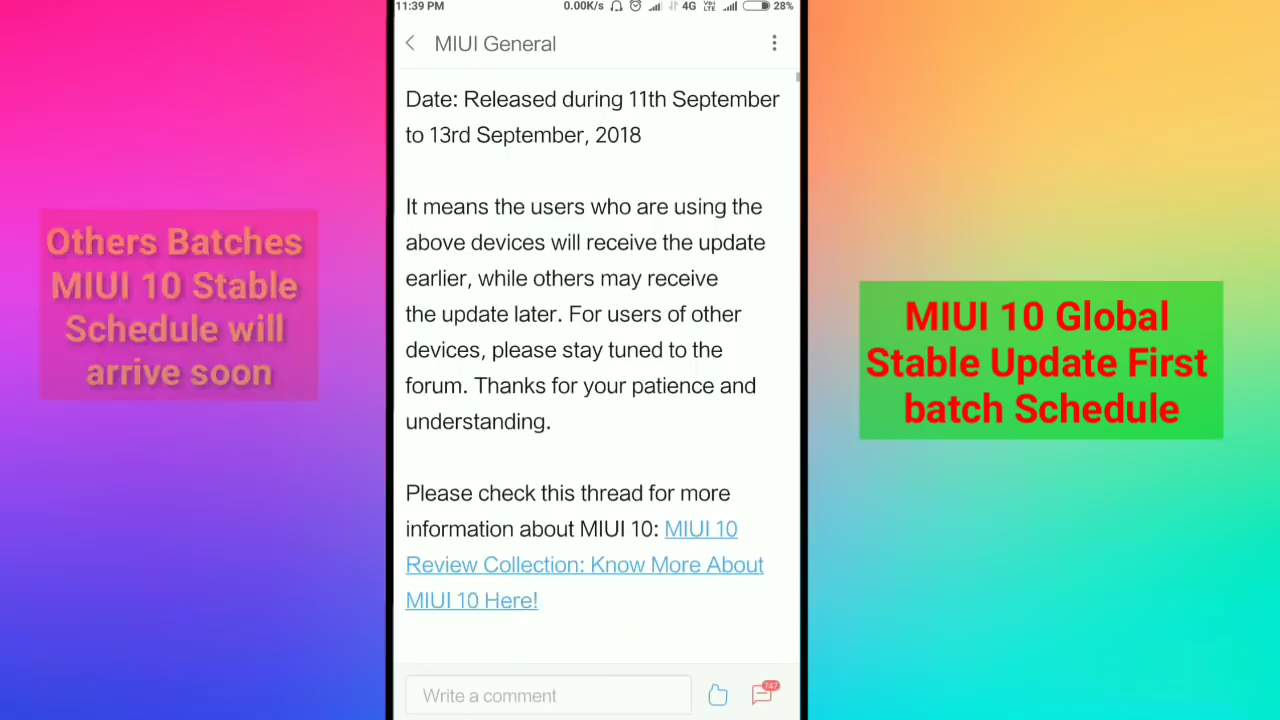 11:39 PM
0.00K/s 4G VoLTE 28%
MIUI General
Date: Released during 11th September
to 13rd September, 2018
It means the users who are using the
above devices will receive the update
earlier, while others may receive
the update later. For users of other
devices, please stay tuned to the
forum. Thanks for your patience and
understanding.
Please check this thread for more
information about MIUI 10: MIUI 10
Review Collection: Know More About
MIUI 10 Here!
Write a comment
747
Others Batches
MIUI 10 Stable
Schedule will
arrive soon
MIUI 10 Global
Stable Update First
batch Schedule